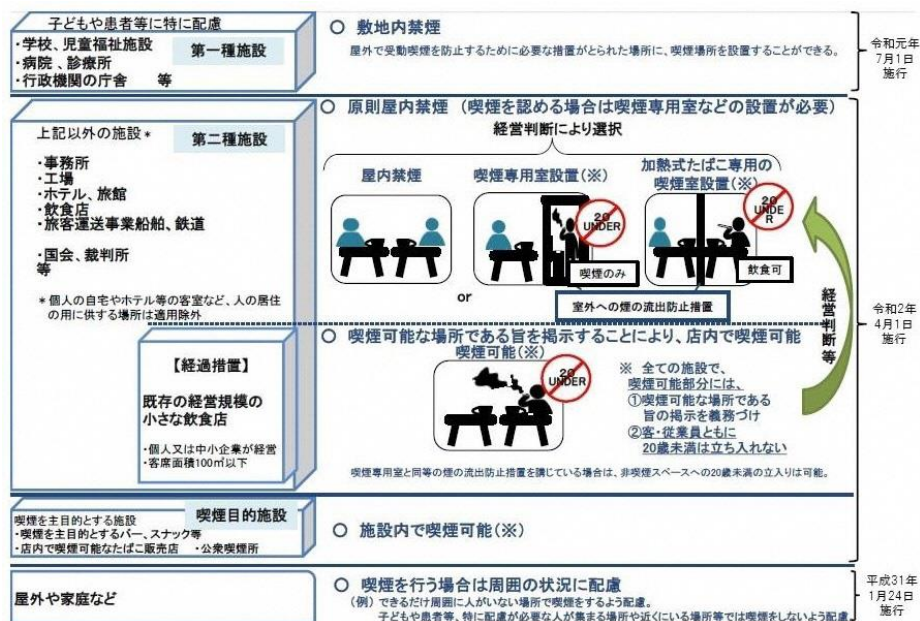 子どもや患者等に特に配慮
・学校、児童福祉施設
・病院、診療所
・行政機関の庁舎 等
第一種施設
○ 敷地内禁煙
屋外で受動喫煙を防止するために必要な措置がとられた場所に、喫煙場所を設置することができる。
令和元年
7月1日
施行
上記以外の施設＊
第二種施設
・事務所
・工場
・ホテル、旅館
・飲食店
・旅客運送事業船舶、鉄道
・国会、裁判所
等
＊個人の自宅やホテル等の客室など、人の居住
の用に供する場所は適用除外
○ 原則屋内禁煙 （喫煙を認める場合は喫煙専用室などの設置が必要）
経営判断により選択
屋内禁煙
喫煙専用室設置(※)
加熱式たばこ専用の
喫煙室設置(※)
20
UNDER
20
UNDE
R
喫煙のみ
飲食可
or
室外への煙の流出防止措置
経営判断等
令和2年
4月1日
施行
【経過措置】
既存の経営規模の
小さな飲食店
・個人又は中小企業が経営
・客席面積100㎡以下
○ 喫煙可能な場所である旨を掲示することにより、店内で喫煙可能
喫煙可能(※)
20
UNDER
※ 全ての施設で、
喫煙可能部分には、
①喫煙可能な場所である
旨の掲示を義務づけ
②客・従業員ともに
20歳未満は立ち入れない
喫煙専用室と同等の煙の流出防止措置を講じている場合は、非喫煙スペースへの20歳未満の立入りは可能。
喫煙を主目的とする施設
喫煙目的施設
・喫煙を主目的とするバー、スナック等
・店内で喫煙可能なたばこ販売店 ・公衆喫煙所
○ 施設内で喫煙可能(※)
屋外や家庭など
○ 喫煙を行う場合は周囲の状況に配慮
（例）できるだけ周囲に人がいない場所で喫煙をするよう配慮。
子どもや患者等、特に配慮が必要な人が集まる場所や近くにいる場所等では喫煙をしないよう配慮
平成31年
1月24日
施行